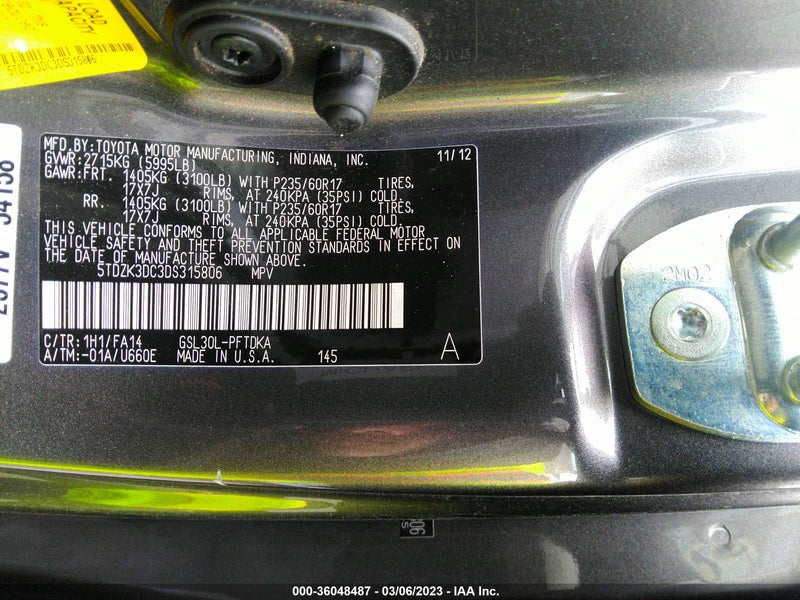 LOAD
CAPACITY
5TDZK3DC3DS315806
MFD.BY:TOYOTA MOTOR MANUFACTURING, INDIANA, INC. 11/12
GVWR:2715KG (5995LB)
GAWR:FRT. 1405KG (3100LB) WITH P235/60R17 TIRES,
17X7J RIMS, AT 240KPA (35PSI) COLD
RR. 1405KG (3100LB) WITH P235/60R17 TIRES,
17X7J RIMS, AT 240KPA (35PSI) COLD
THIS VEHICLE CONFORMS TO ALL APPLICABLE FEDERAL MOTOR
VEHICLE SAFETY AND THEFT PREVENTION STANDARDS IN EFFECT
ON THE DATE OF MANUFACTURE SHOWN ABOVE.
5TDZK3DC3DS315806 MPV
C/TR:1H1/FA14 GSL30L-PFTDKA
A/TM:-01A/U660E MADE IN U.S.A. 145 A
2M02
000-36048487 - 03/06/2023 - IAA Inc.